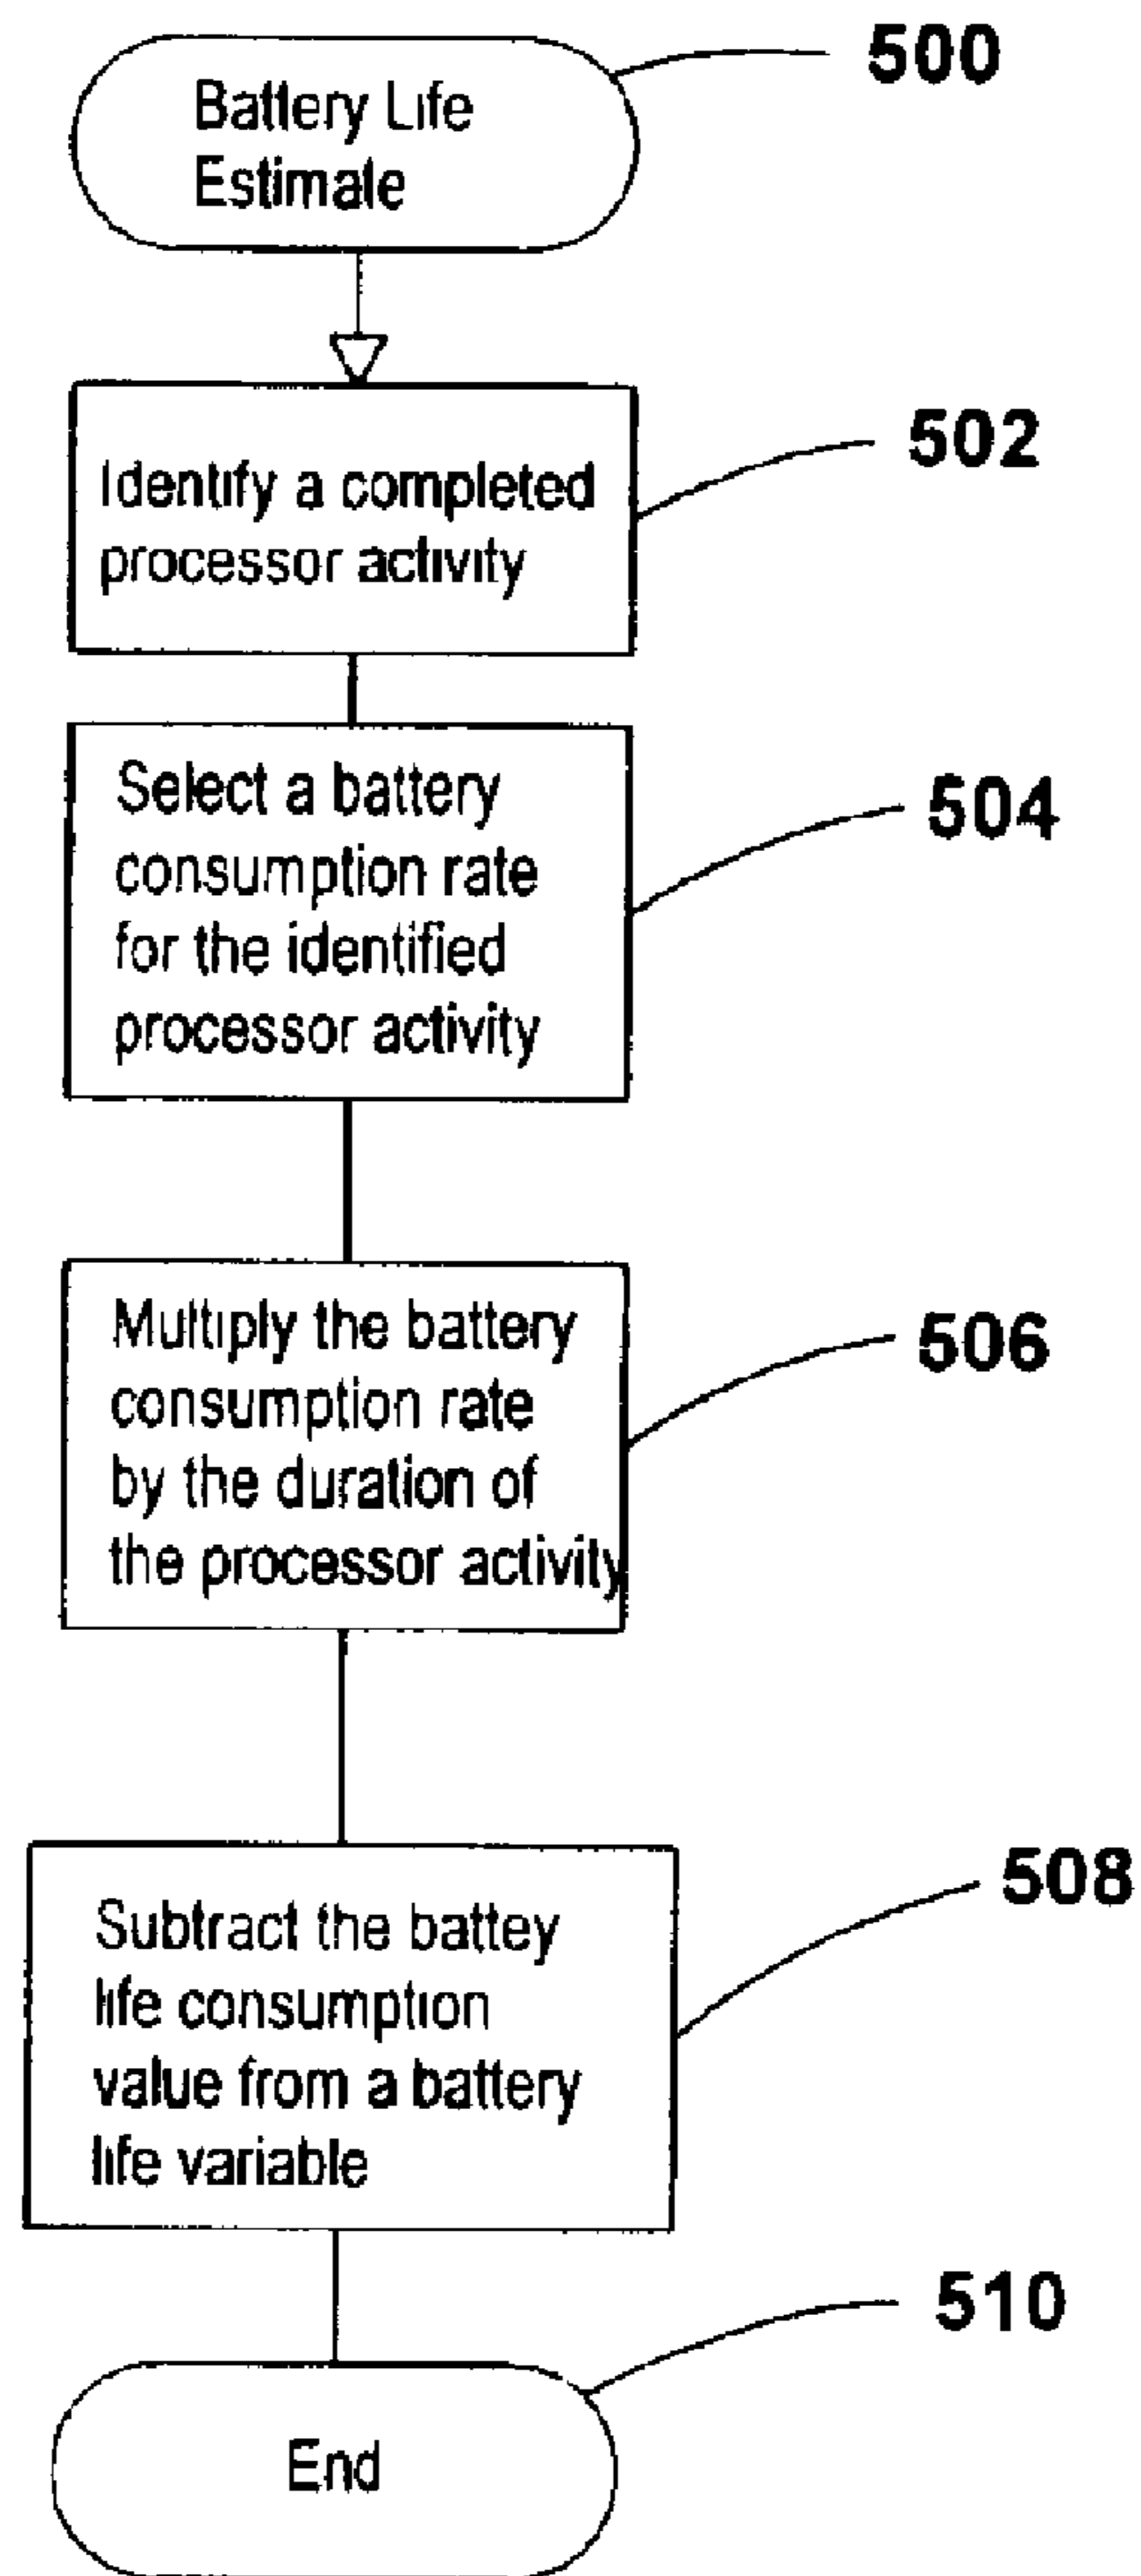 500
Battery Life
Estimate
502
Identify a completed
processor activity
504
Select a battery
consumption rate
for the identified
processor activity
506
Multiply the battery
consumption rate
by the duration of
the processor activity
508
Subtract the battey
life consumption
value from a battery
life variable
510
End